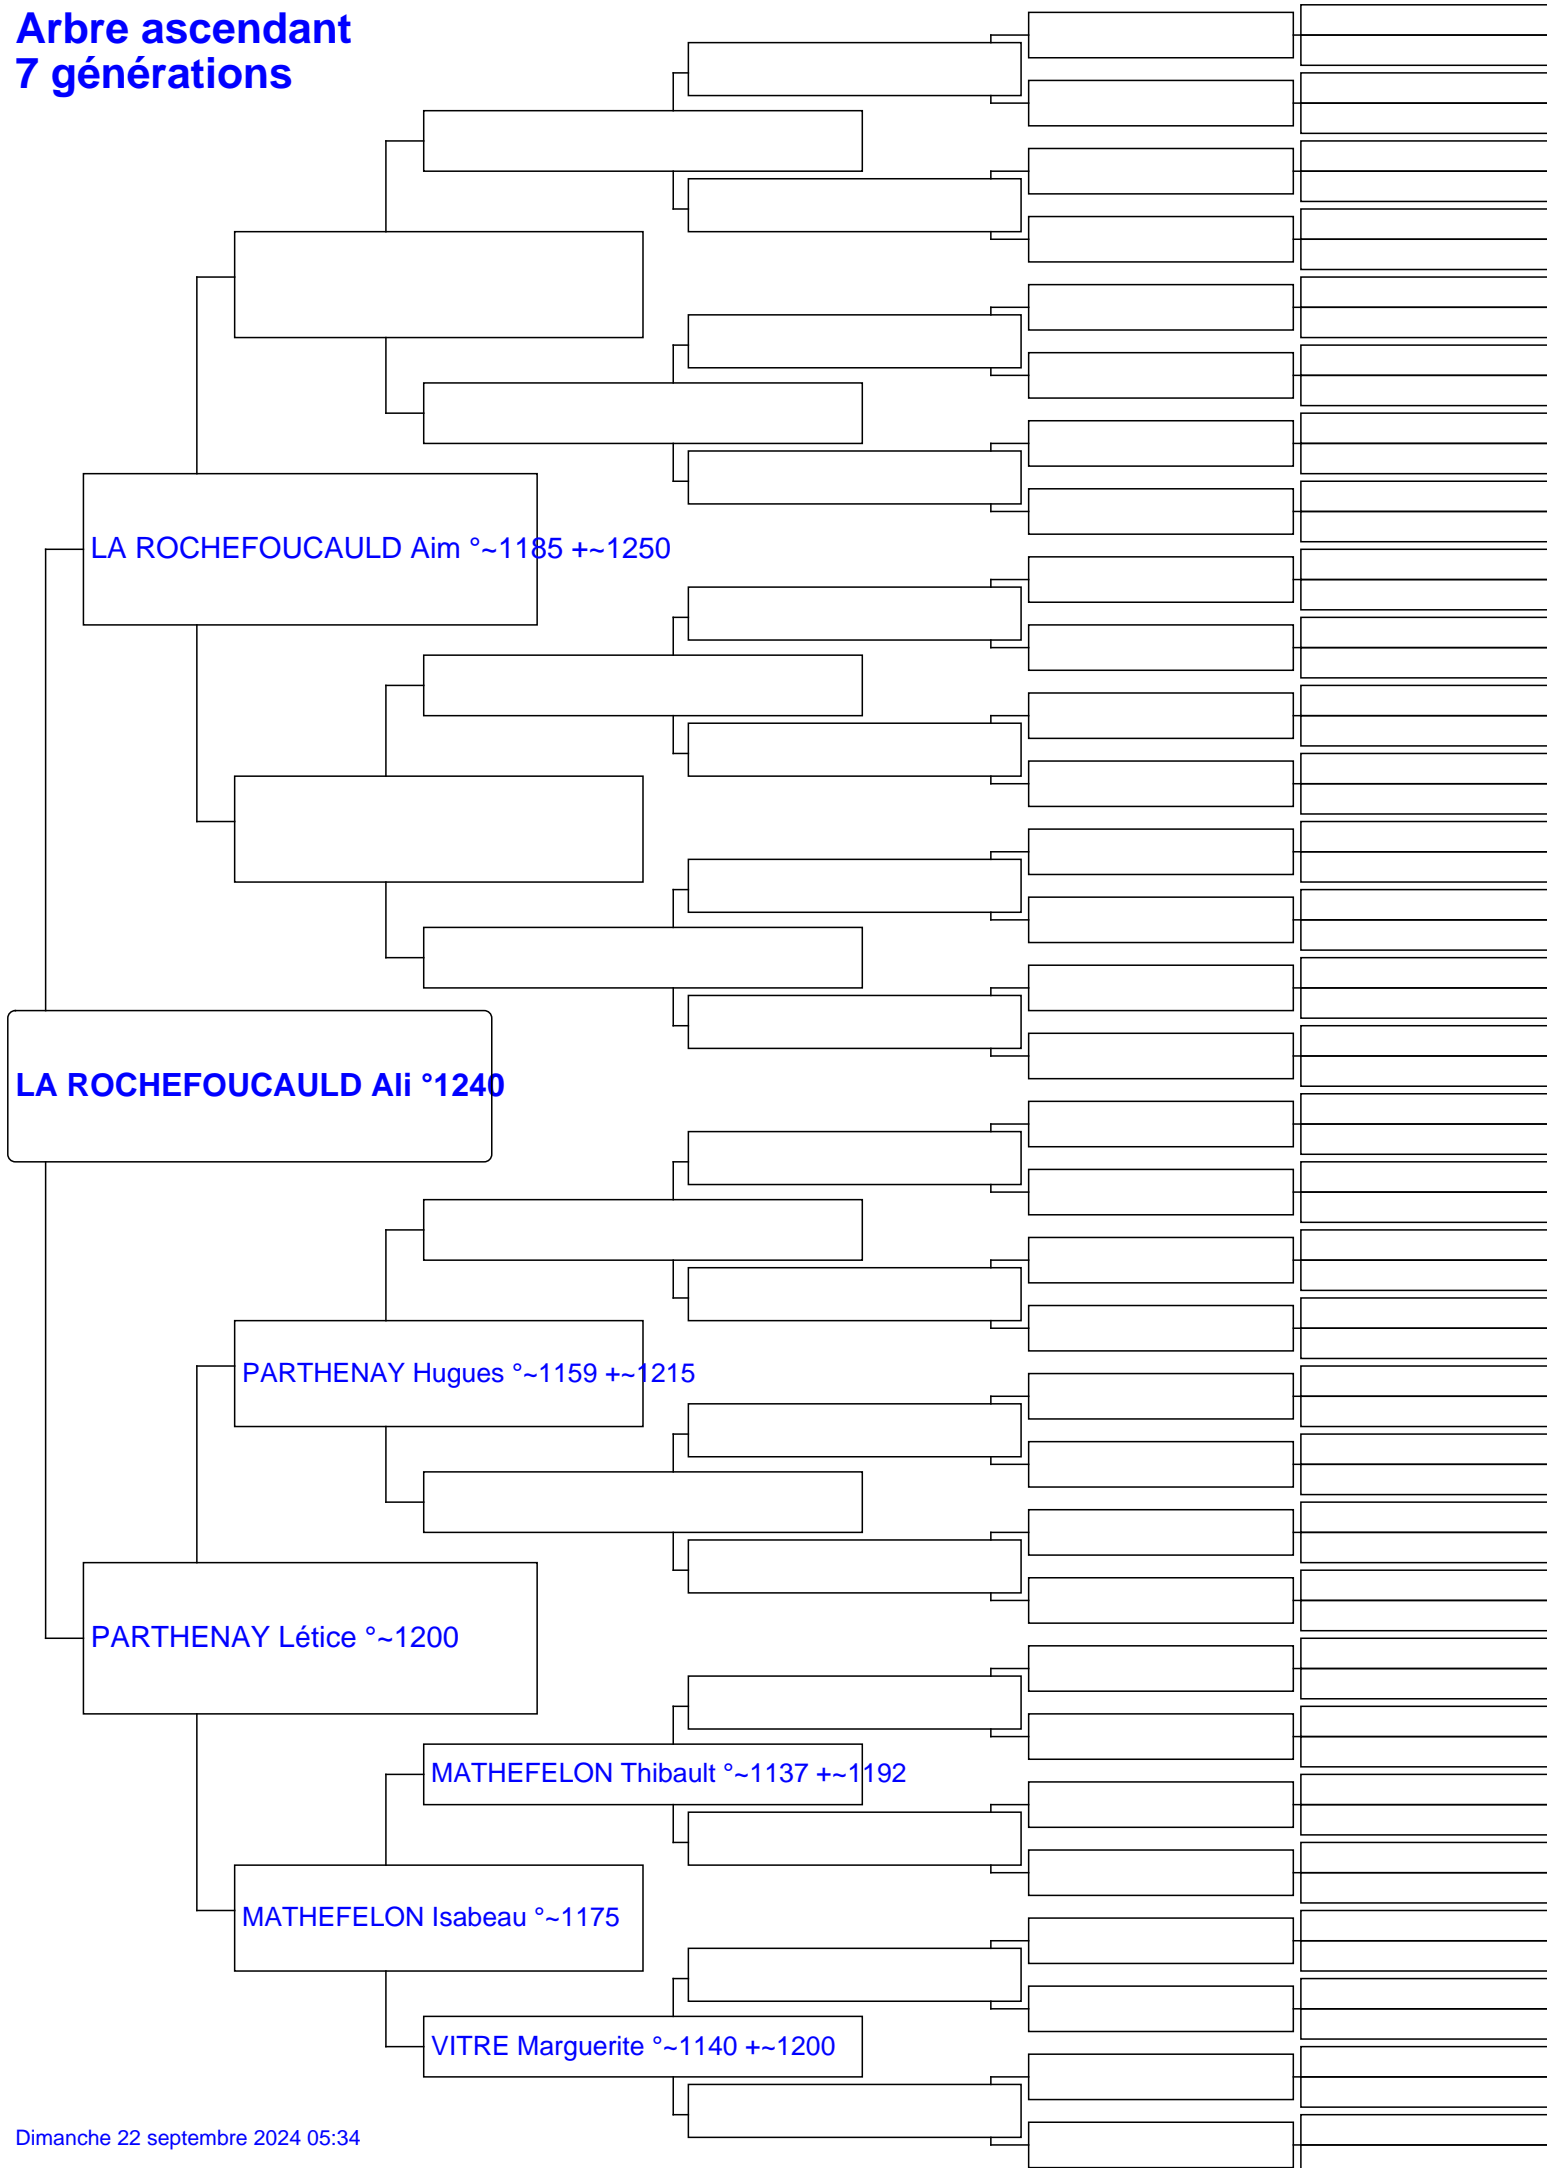 Arbre ascendant
7 générations
LA ROCHEFOUCAULD Aim °~1185 +~1250
LA ROCHEFOUCAULD Ali °1240
PARTHENAY Hugues °~1159 +~1215
PARTHENAY Létice °~1200
MATHEFELON Thibault °~1137 +~1192
MATHEFELON Isabeau °~1175
VITRE Marguerite °~1140 +~1200
Dimanche 22 septembre 2024 05:34